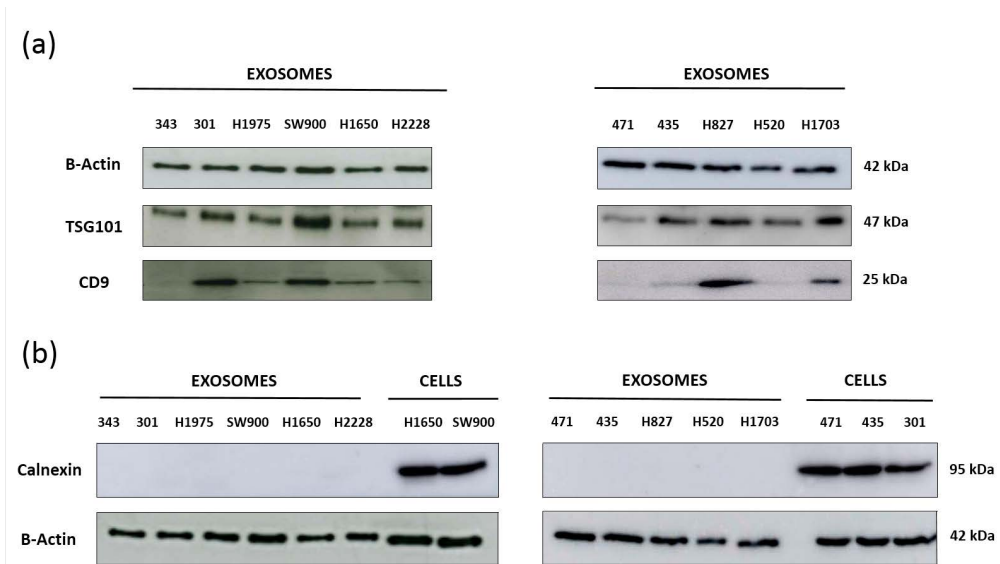 (a)
EXOSOMES EXOSOMES
343 301 H1975 SW900 H1650 H2228 471 435 H827 H520 H1703
B-Actin 42 kDa
TSG101 47 kDa
CD9 25 kDa
(b)
EXOSOMES CELLS EXOSOMES CELLS
343 301 H1975 SW900 H1650 H2228 H1650 SW900 471 435 H827 H520 H1703 471 435 301
Calnexin 95 kDa
B-Actin 42 kDa